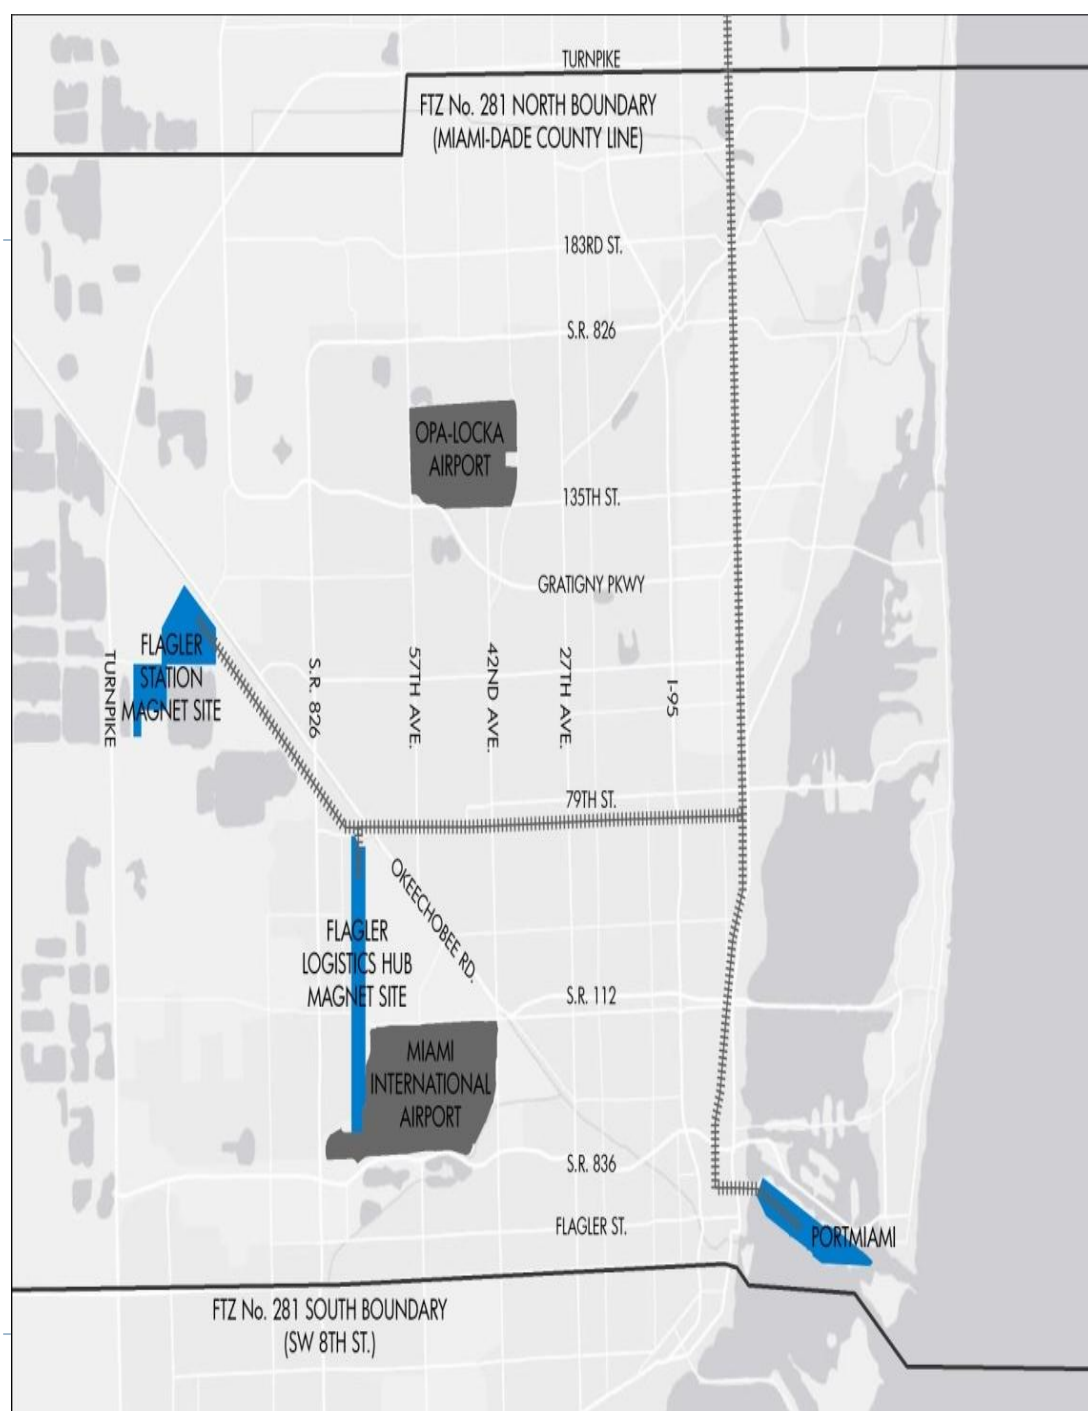 TURNPIKE
FTZ No. 281 NORTH BOUNDARY
(MIAMI-DADE COUNTY LINE)
183RD ST.
S.R. 826
OPA-LOCKA
AIRPORT
135TH ST.
GRATIGNY PKWY
FLAGLER
STATION
MAGNET SITE
TURNPIKE
S.R. 826
57TH AVE.
42ND AVE.
27TH AVE.
I-95
79TH ST.
OKEECHOBEE RD.
FLAGLER
LOGISTICS HUB
MAGNET SITE
S.R. 112
MIAMI
INTERNATIONAL
AIRPORT
S.R. 836
FLAGLER ST.
PORTMIAMI
FTZ No. 281 SOUTH BOUNDARY
(SW 8TH ST.)